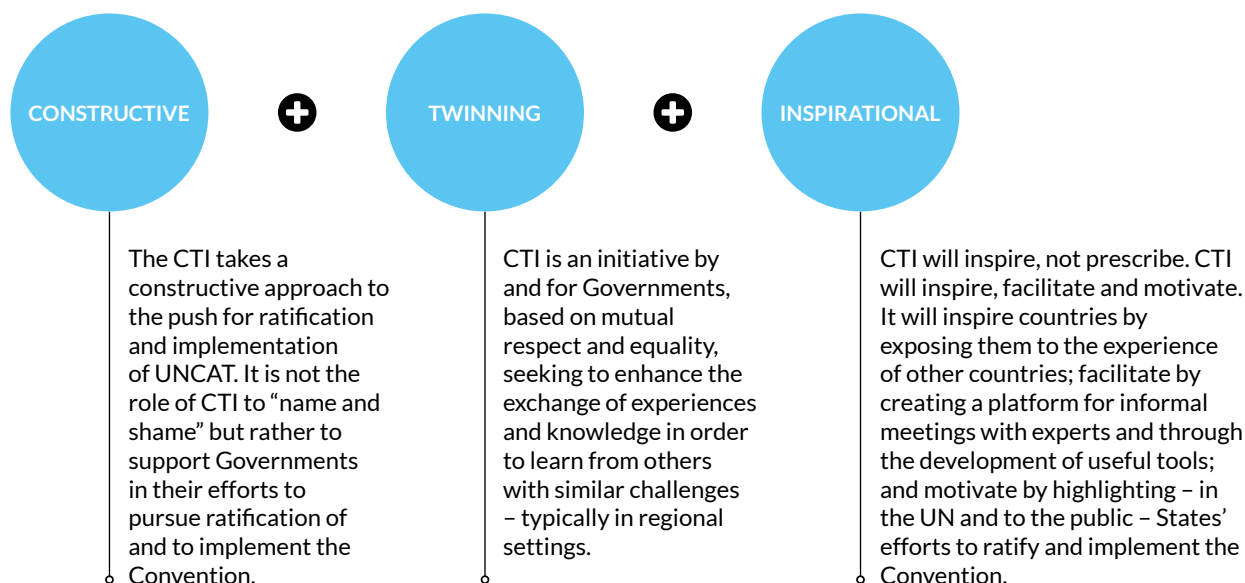 CONSTRUCTIVE
The CTI takes a
constructive approach to
the push for ratification
and implementation
of UNCAT. It is not the
role of CTI to “name and
shame” but rather to
support Governments
in their efforts to
pursue ratification of
and to implement the
Convention.
TWINNING
CTI is an initiative by
and for Governments,
based on mutual
respect and equality,
seeking to enhance the
exchange of experiences
and knowledge in order
to learn from others
with similar challenges
– typically in regional
settings.
INSPIRATIONAL
CTI will inspire, not prescribe. CTI
will inspire, facilitate and motivate.
It will inspire countries by
exposing them to the experience
of other countries; facilitate by
creating a platform for informal
meetings with experts and through
the development of useful tools;
and motivate by highlighting – in
the UN and to the public – States’
efforts to ratify and implement the
Convention.